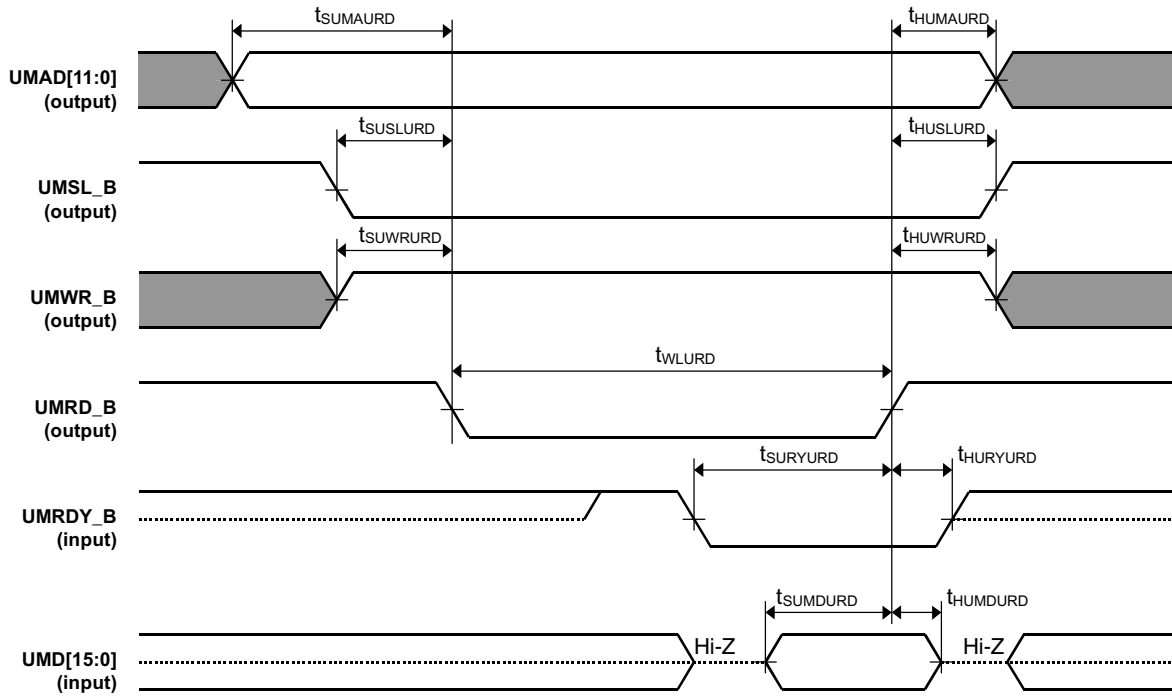 tSUMAURD
tHUMAURD
UMAD[11:0]
(output)
tSUSLURD
tHUSLURD
UMSL_B
(output)
tSUWRURD
tHUWRURD
UMWR_B
(output)
tWLURD
UMRD_B
(output)
tSURYURD
tHURYURD
UMRDY_B
(input)
tSUMDURD
tHUMDURD
Hi-Z
Hi-Z
UMD[15:0]
(input)